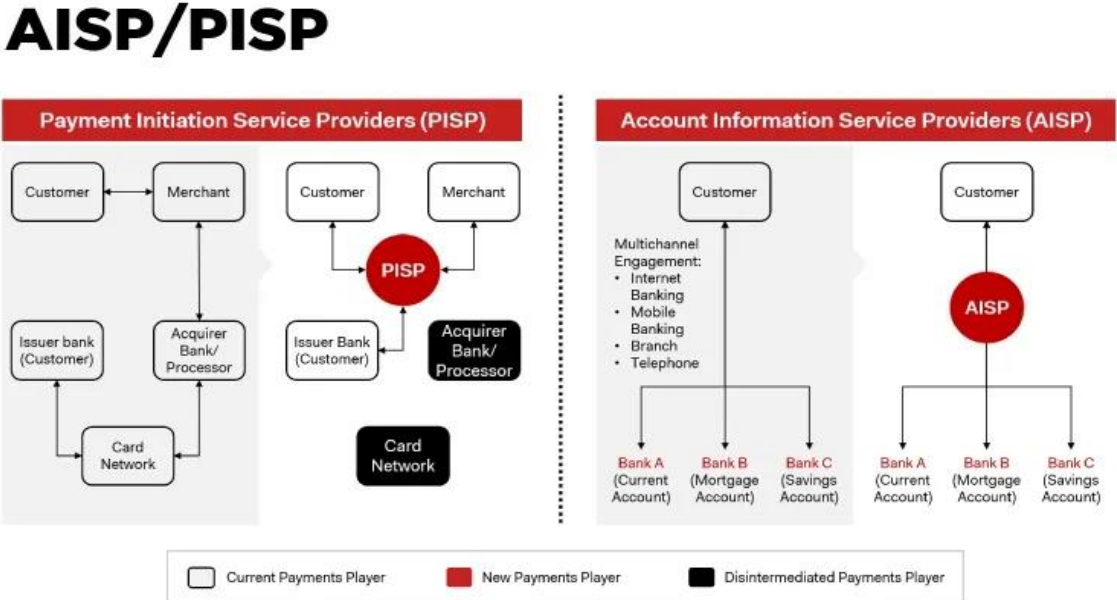 AISP/PISP
Payment Initiation Service Providers (PISP)
Customer
Merchant
Issuer bank
(Customer)
Acquirer
Bank/
Processor
Card
Network
Customer
Merchant
PISP
Issuer Bank
(Customer)
Acquirer
Bank/
Processor
Card
Network
Account Information Service Providers (AISP)
Customer
Multichannel
Engagement:
• Internet
Banking
• Mobile
Banking
• Branch
• Telephone
Bank A
(Current
Account)
Bank B
(Mortgage
Account)
Bank C
(Savings
Account)
Customer
AISP
Bank A
(Current
Account)
Bank B
(Mortgage
Account)
Bank C
(Savings
Account)
Current Payments Player
New Payments Player
Disintermediated Payments Player